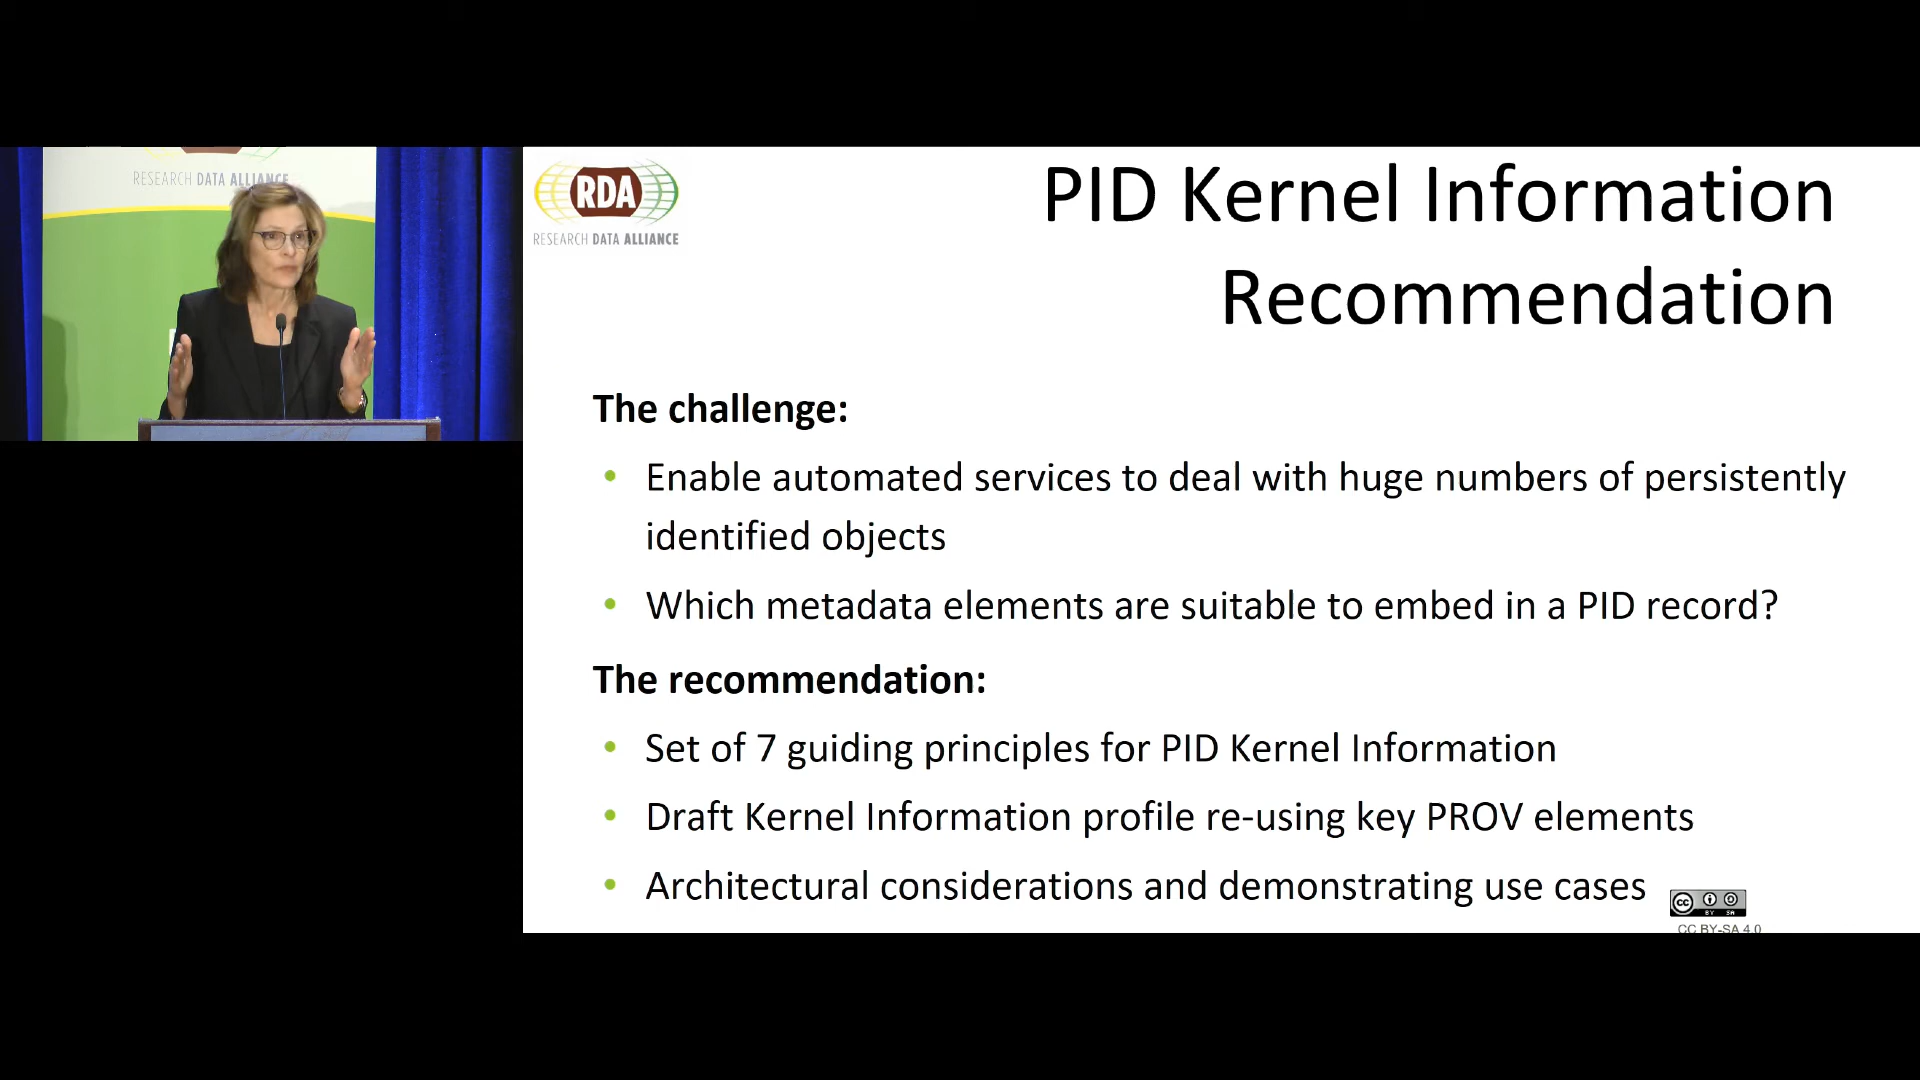 RESEARCH DATA ALLIANCE
RDA
RESEARCH DATA ALLIANCE
PID Kernel Information
Recommendation
The challenge:
• Enable automated services to deal with huge numbers of persistently
identified objects
• Which metadata elements are suitable to embed in a PID record?
The recommendation:
• Set of 7 guiding principles for PID Kernel Information
• Draft Kernel Information profile re-using key PROV elements
• Architectural considerations and demonstrating use cases
cc BY SA
CC BY-SA 4.0